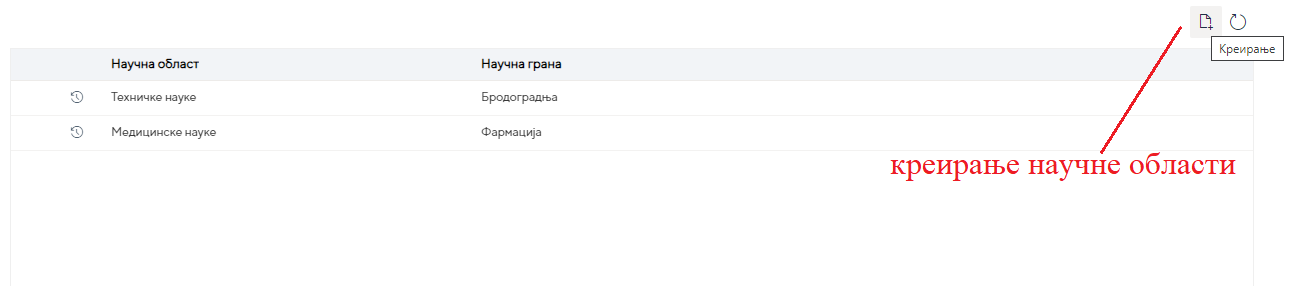 Креирање
Научна област Научна грана
Техничке науке Бродоградња
Медицинске науке Фармација
креирање научне области